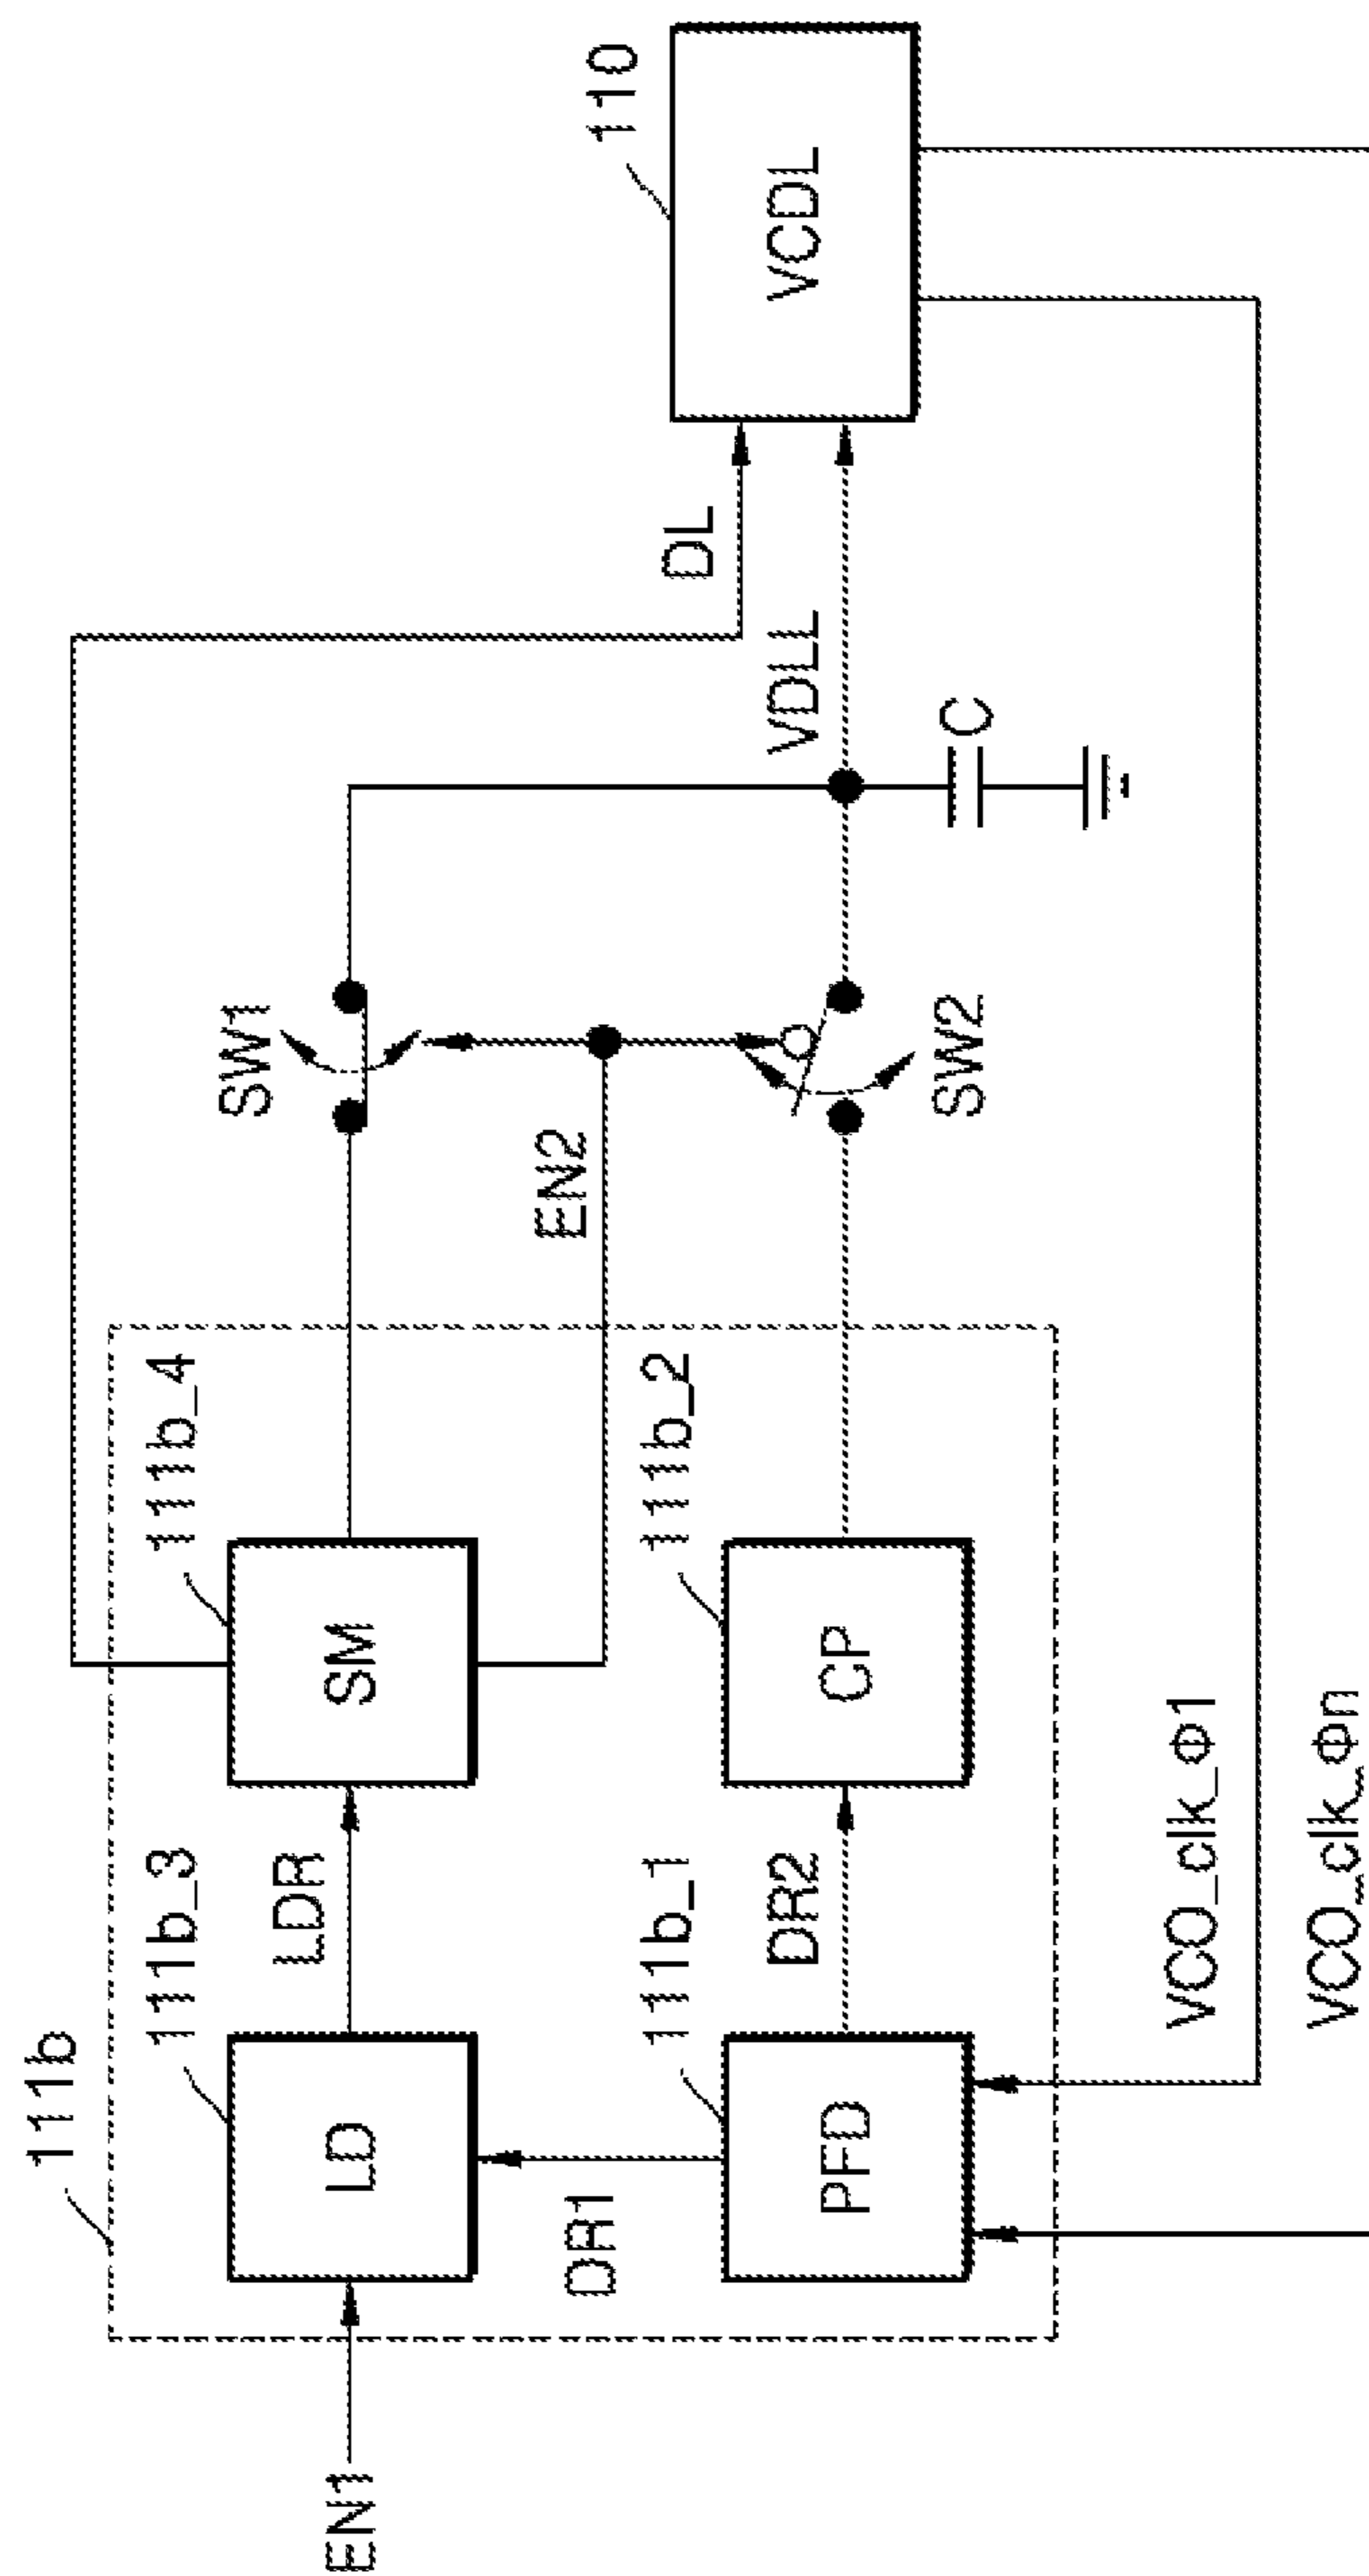 111b
EN1
111b_3
LD
LDR
111b_4
SM
SW1
EN2
DL
110
VCDL
VDLL
C
DR1
111b_1
PFD
DR2
111b_2
CP
SW2
VCO_clk_Φ1
VCO_clk_Φn